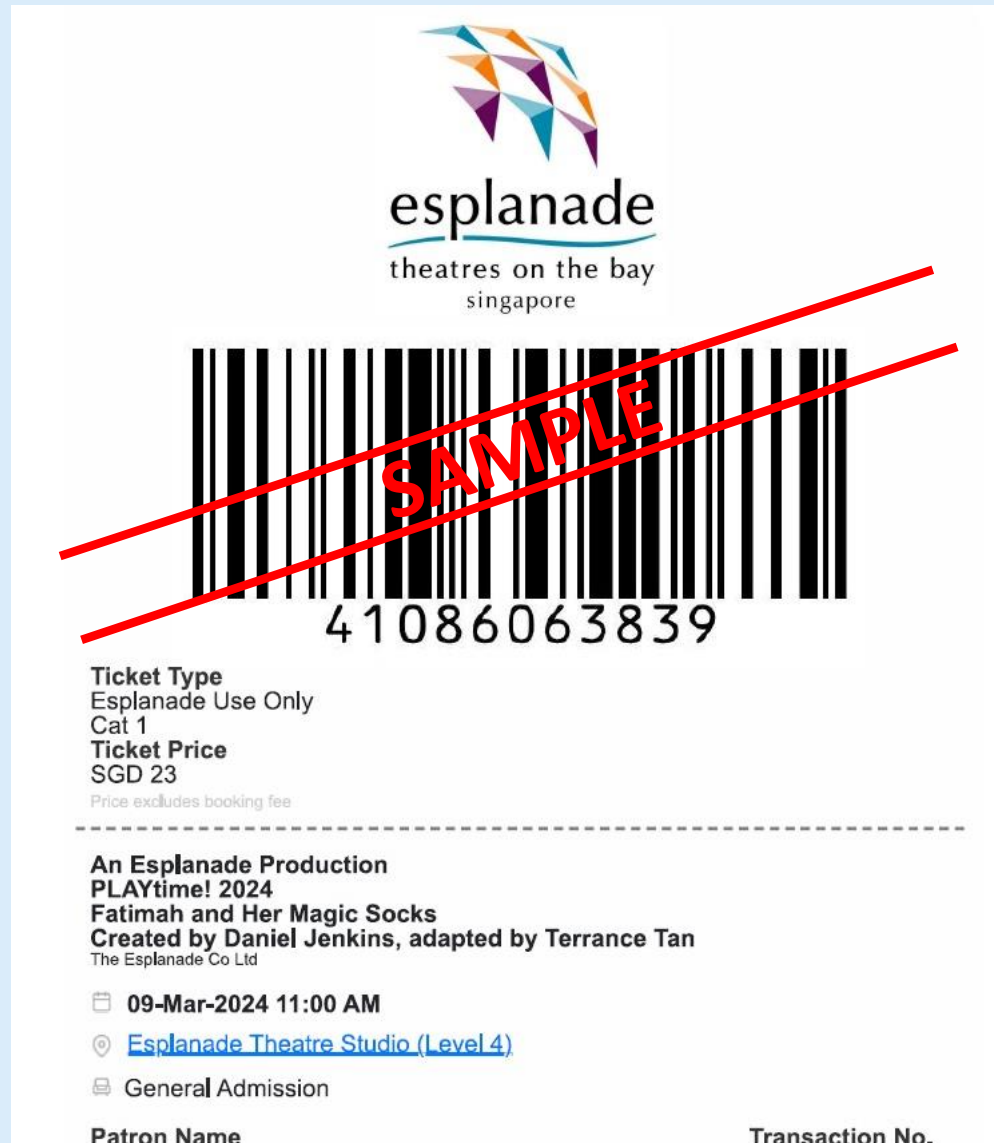 esplanade
theatres on the bay
singapore
SAMPLE
41086063839
Ticket Type
Esplanade Use Only
Cat 1
Ticket Price
SGD 23
Price excludes booking fee
An Esplanade Production
PLAYtime! 2024
Fatimah and Her Magic Socks
Created by Daniel Jenkins, adapted by Terrance Tan
The Esplanade Co Ltd
09-Mar-2024 11:00 AM
Esplanade Theatre Studio (Level 4)
General Admission
Patron Name Transaction No.